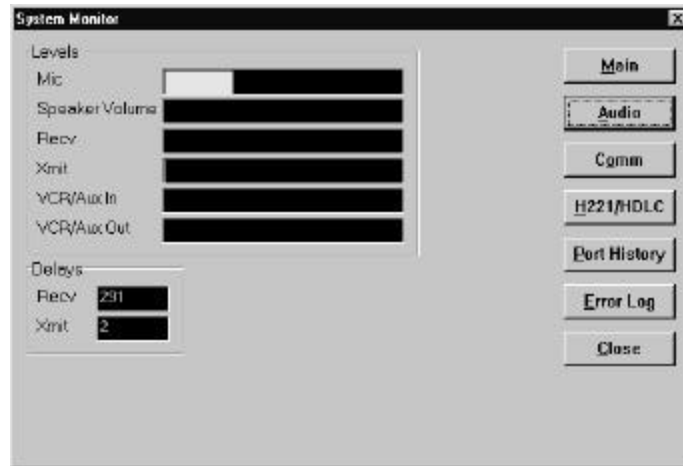 System Monitor
Levels
Mic
Speaker Volume
Recv
Xmit
VCR/Aux In
VCR/Aux Out
Delays
Recv 291
Xmit 2
Main
Audio
Comm
H221/HDLC
Port History
Error Log
Close